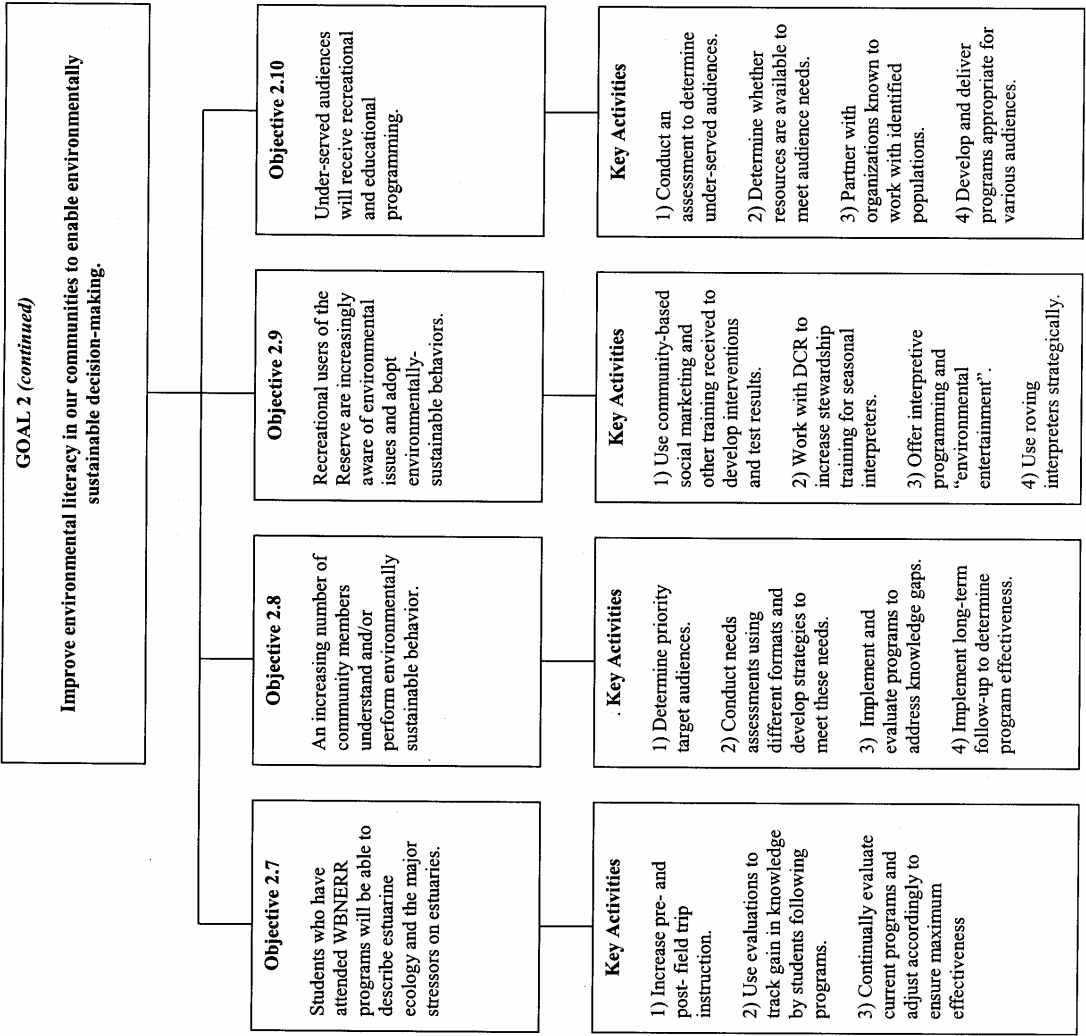 GOAL 2 (continued)
Improve environmental literacy in our communities to enable environmentally
sustainable decision-making.
Objective 2.7
Students who have
attended WBNERR
programs will be able to
describe estuarine
ecology and the major
stressors on estuaries.
Key Activities
1) Increase pre- and
post- field trip
instruction.
2) Use evaluations to
track gain in knowledge
by students following
programs.
3) Continually evaluate
current programs and
adjust accordingly to
ensure maximum
effectiveness
Objective 2.8
An increasing number of
community members
understand and/or
perform environmentally
sustainable behavior.
. Key Activities
1) Determine priority
target audiences.
2) Conduct needs
assessments using
different formats and
develop strategies to
meet these needs.
3) Implement and
evaluate programs to
address knowledge gaps.
4) Implement long-term
follow-up to determine
program effectiveness.
Objective 2.9
Recreational users of the
Reserve are increasingly
aware of environmental
issues and adopt
environmentally-
sustainable behaviors.
Key Activities
1) Use community-based
social marketing and
other training received to
develop interventions
and test results.
2) Work with DCR to
increase stewardship
training for seasonal
interpreters.
3) Offer interpretive
programming and
“environmental
entertainment”.
4) Use roving
interpreters strategically.
Objective 2.10
Under-served audiences
will receive recreational
and educational
programming.
Key Activities
1) Conduct an
assessment to determine
under-served audiences.
2) Determine whether
resources are available to
meet audience needs.
3) Partner with
organizations known to
work with identified
populations.
4) Develop and deliver
programs appropriate for
various audiences.